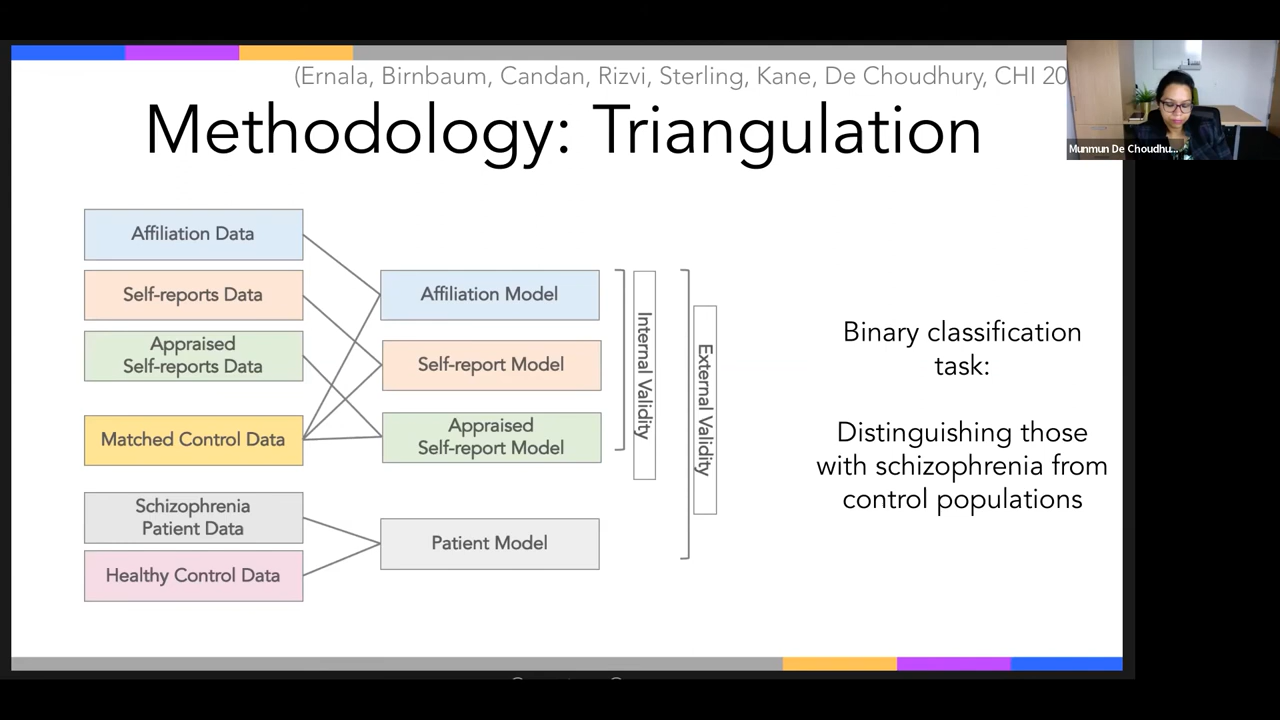 (Ernala, Birnbaum, Candan, Rizvi, Sterling, Kane, De Choudhury, CHI 20
Methodology: Triangulation
Munmun De Choudhu...
Affiliation Data
Self-reports Data
Appraised
Self-reports Data
Matched Control Data
Schizophrenia
Patient Data
Healthy Control Data
Affiliation Model
Self-report Model
Appraised
Self-report Model
Patient Model
Internal Validity
External Validity
Binary classification
task:
Distinguishing those
with schizophrenia from
control populations